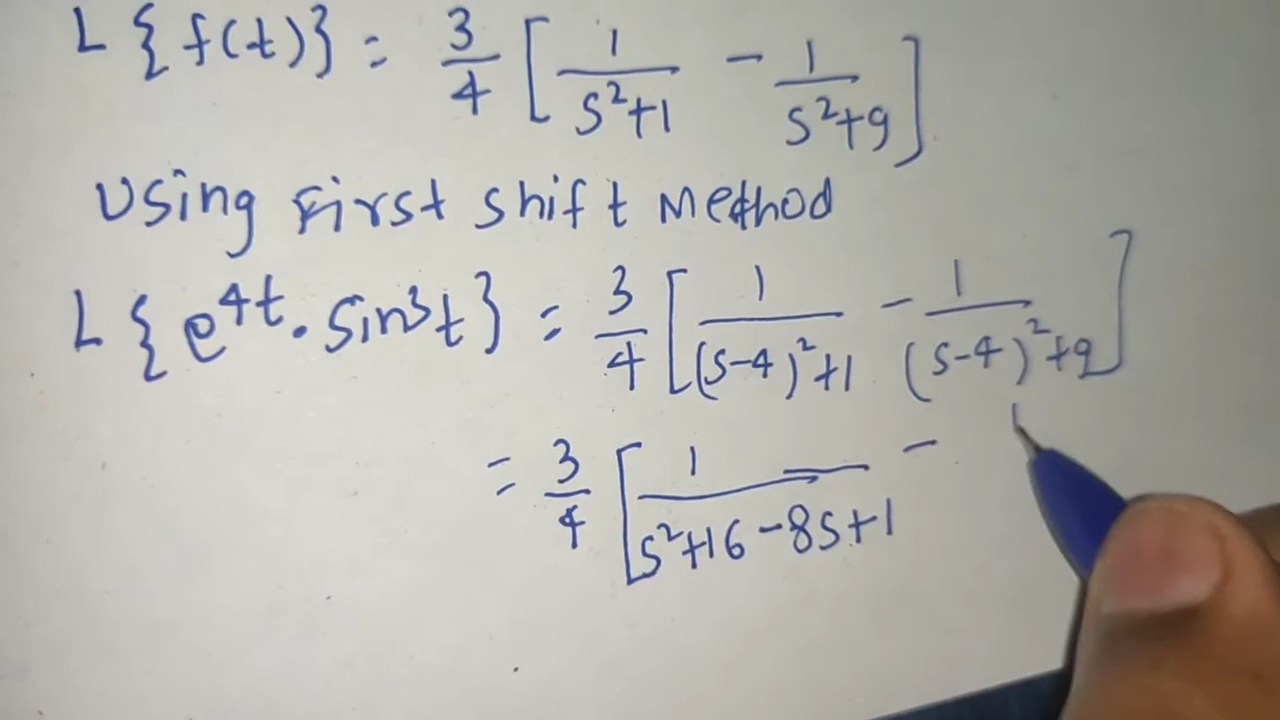 L{f(t)} = 3/4 [1/(s²+1) - 1/(s²+9)]
Using First shift Method
L{e^4t . sin³t} = 3/4 [1/((s-4)²+1) - 1/((s-4)²+9)]
= 3/4 [1/(s²+16-8s+1) -